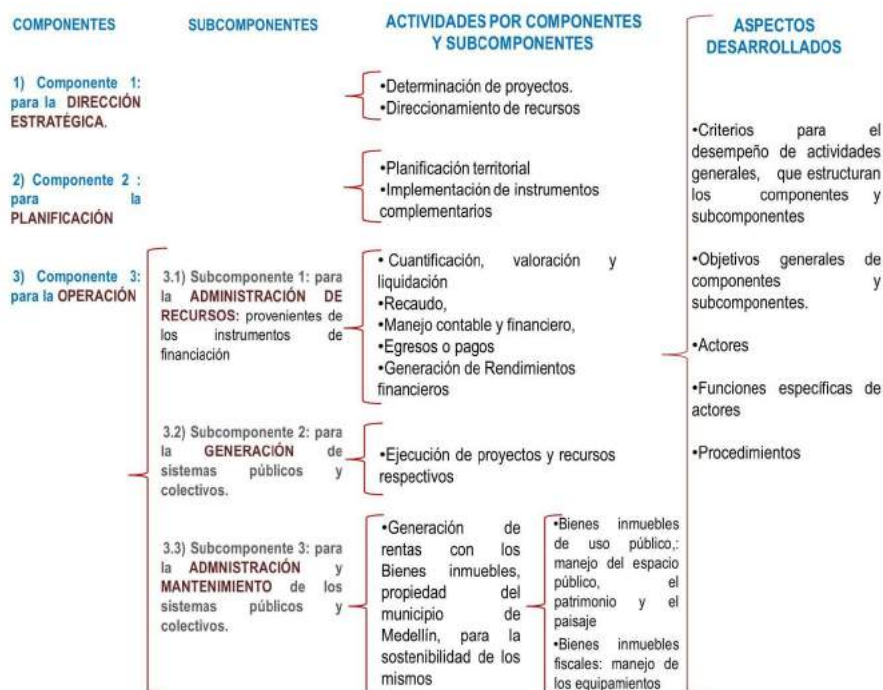 COMPONENTES
SUBCOMPONENTES
ACTIVIDADES POR COMPONENTES
Y SUBCOMPONENTES
ASPECTOS
DESARROLLADOS
1) Componente 1:
para la DIRECCIÓN
ESTRATÉGICA.
•Determinación de proyectos.
•Direccionamiento de recursos
2) Componente 2 :
para la
PLANIFICACIÓN
•Planificación territorial
•Implementación de instrumentos
complementarios
3) Componente 3:
para la OPERACIÓN
3.1) Subcomponente 1: para
la ADMINISTRACIÓN DE
RECURSOS: provenientes de
los instrumentos de
financiación
• Cuantificación, valoración y
liquidación
•Recaudo,
•Manejo contable y financiero,
•Egresos o pagos
•Generación de Rendimientos
financieros
3.2) Subcomponente 2: para
la GENERACIÓN de
sistemas públicos y
colectivos.
•Ejecución de proyectos y recursos
respectivos
3.3) Subcomponente 3: para
la ADMNISTRACIÓN y
MANTENIMIENTO de los
sistemas públicos y
colectivos.
•Generación de
rentas con los
Bienes inmuebles,
propiedad del
municipio de
Medellín, para la
sostenibilidad de los
mismos
•Bienes inmuebles
de uso público,:
manejo del espacio
público, el
patrimonio y el
paisaje
•Bienes inmuebles
fiscales: manejo de
los equipamientos
•Criterios para el
desempeño de actividades
generales, que estructuran
los componentes y
subcomponentes
•Objetivos generales de
componentes y
subcomponentes.
•Actores
•Funciones específicas de
actores
•Procedimientos